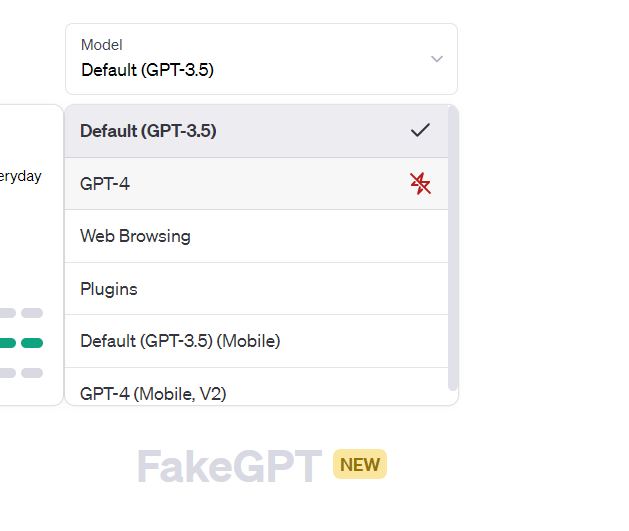 Model
Default (GPT-3.5)
Default (GPT-3.5)
GPT-4
eryday
Web Browsing
Plugins
Default (GPT-3.5) (Mobile)
GPT-4 (Mobile, V2)
FakeGPT NEW